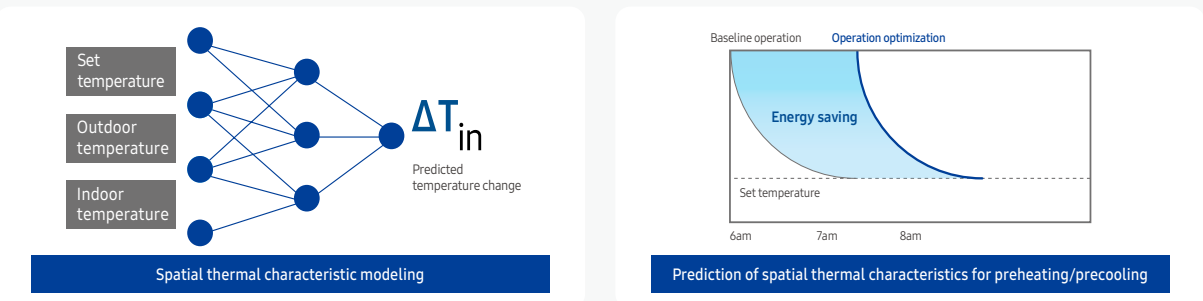 Set
temperature
Outdoor
temperature
Indoor
temperature
ΔTin
Predicted
temperature change
Spatial thermal characteristic modeling
Baseline operation
Operation optimization
Energy saving
Set temperature
6am
7am
8am
Prediction of spatial thermal characteristics for preheating/precooling